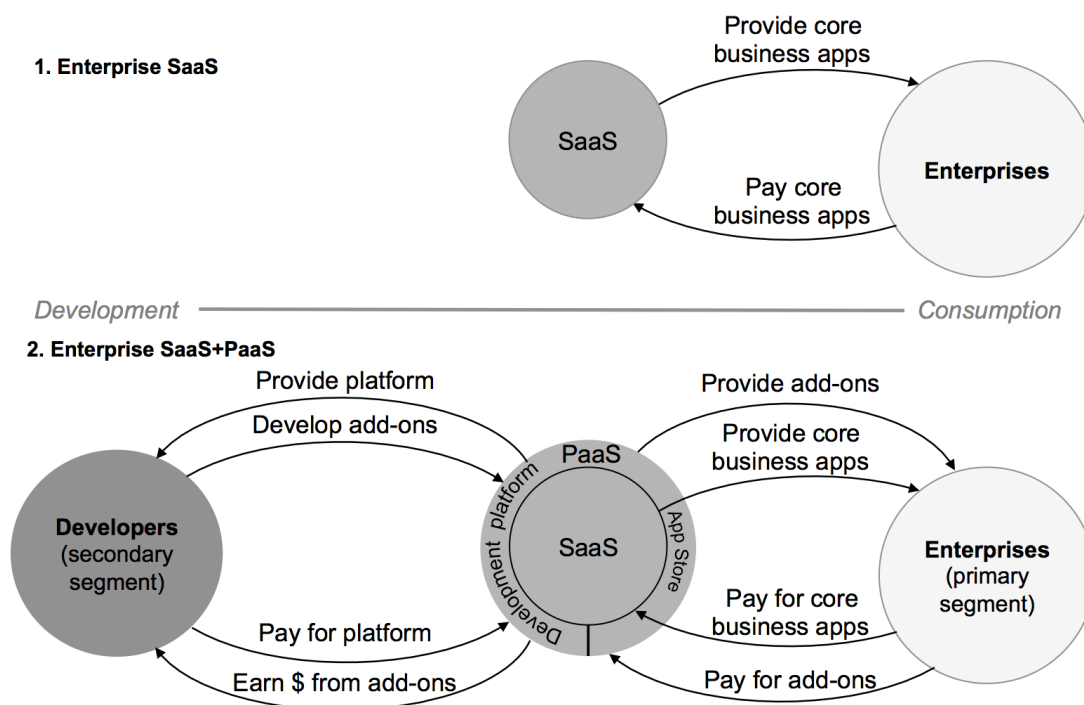 1. Enterprise SaaS
Provide core
business apps
SaaS
Enterprises
Pay core
business apps
Development
Consumption
2. Enterprise SaaS+PaaS
Provide platform
Develop add-ons
Provide add-ons
Provide core
business apps
PaaS
Development platform
App Store
SaaS
Developers
(secondary
segment)
Enterprises
(primary
segment)
Pay for platform
Earn $ from add-ons
Pay for core
business apps
Pay for add-ons